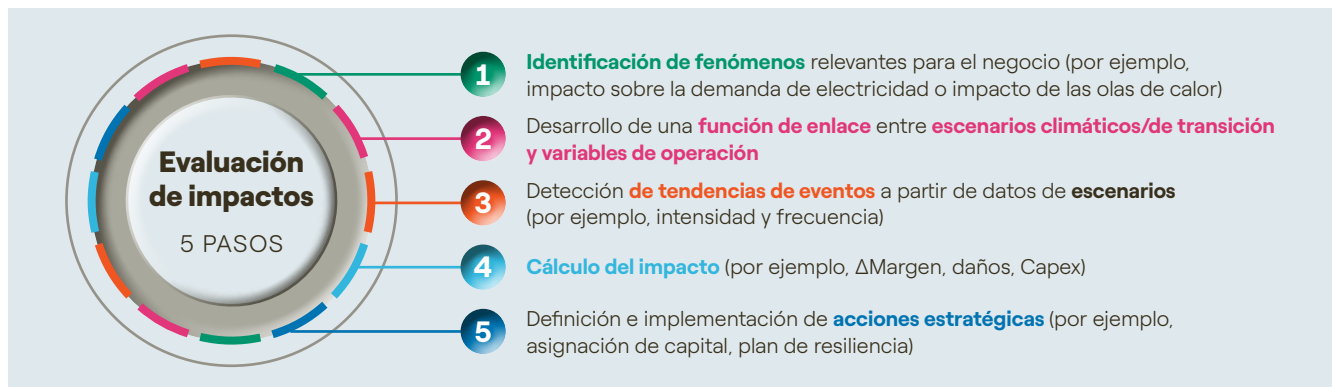 Evaluación
de impactos
5 PASOS
1
Identificación de fenómenos relevantes para el negocio (por ejemplo,
impacto sobre la demanda de electricidad o impacto de las olas de calor)
2
Desarrollo de una función de enlace entre escenarios climáticos/de transición
y variables de operación
3
Detección de tendencias de eventos a partir de datos de escenarios
(por ejemplo, intensidad y frecuencia)
4
Cálculo del impacto (por ejemplo, ΔMargen, daños, Capex)
5
Definición e implementación de acciones estratégicas (por ejemplo,
asignación de capital, plan de resiliencia)